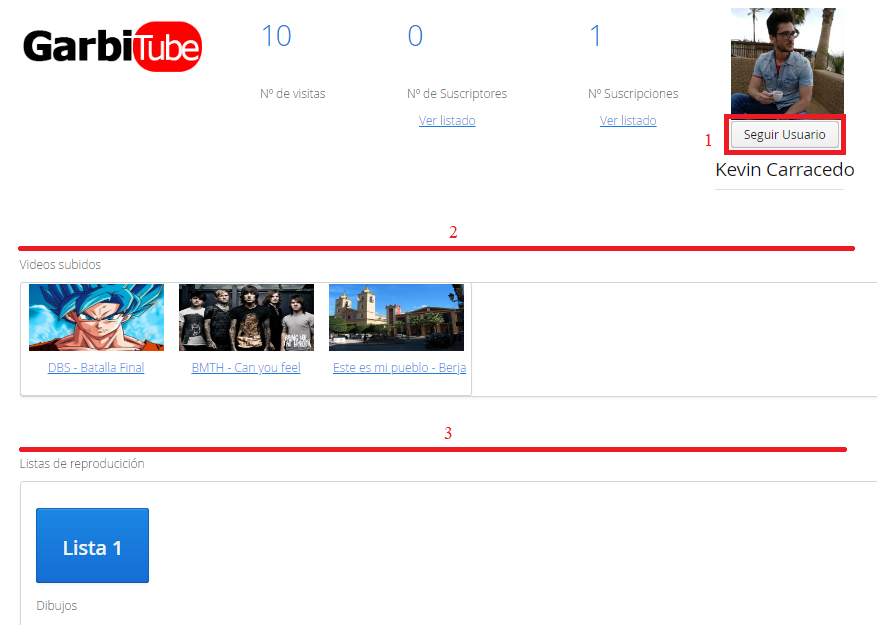 GarbiTube
10
0
1
Nº de visitas
Nº de Suscriptores
Nº Suscripciones
Ver listado
Ver listado
1
Seguir Usuario
Kevin Carracedo
2
Videos subidos
DBS - Batalla Final
BMTH - Can you feel
Este es mi pueblo - Berja
3
Listas de reproducición
Lista 1
Dibujos